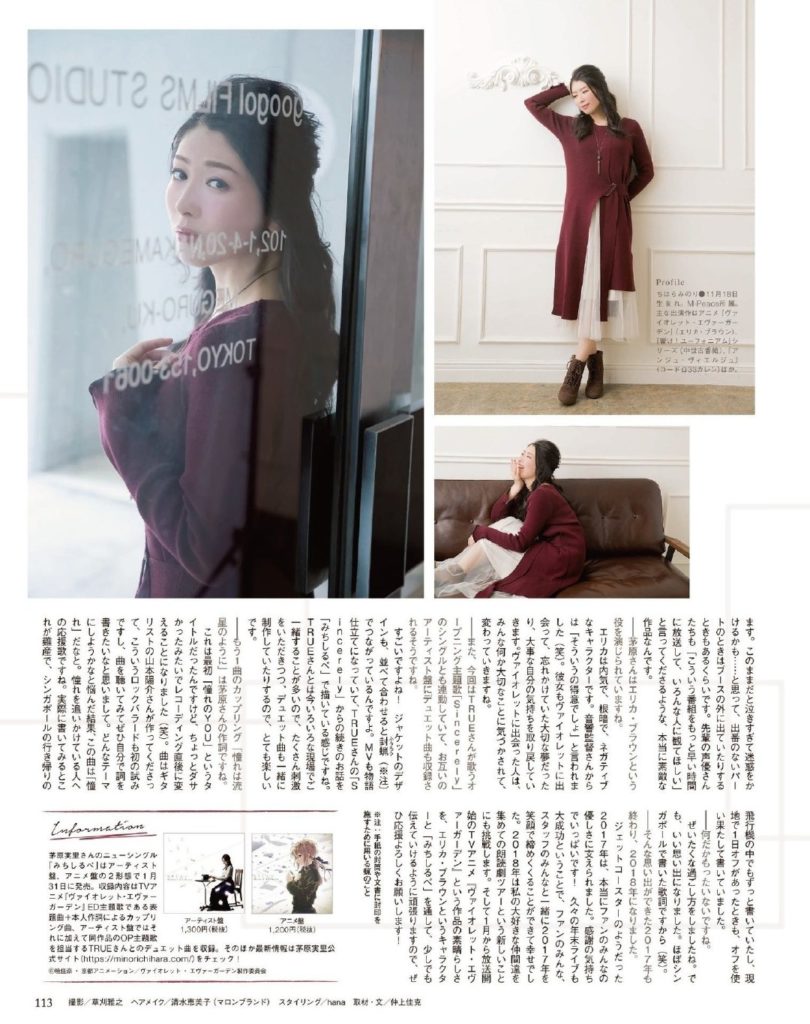 googol FILMS STUDIO
102,1-4-20,N
KAMEGURO,
MEGURO-KU,
TOKYO,153-0061
Profile
ちはらみのり●11月18日
生まれ。M-Peace所属。
主な出演作はアニメ『ヴァ
イオレット・エヴァーガー
デン』(エリカ・ブラウン)、
『響け！ユーフォニアム』シ
リーズ(中世古香織)、『アン
ジュ・ヴィエルジュ』
(コードΩ33カレン)ほか。
ます。このままだと泣きすぎて迷惑をか
けるかも……と思って、出番のないパー
トのときはブースの外に出ていたりする
ときもあるくらいです。先輩の声優さん
たちも「こういう番組をもっと早い時間
に放送して、いろんな人に観てほしい」
と言ってくださるような、本当に素敵な
作品なんです。
――茅原さんはエリカ・ブラウンという
役を演じられていますね。
エリカは内気で、根暗で、ネガティブ
なキャラクターです。音響監督さんから
は「そういうの得意でしょ」と言われま
した(笑)。彼女もヴァイオレットに出
会って、忘れかけていた大切な夢だった
り、大事な自分の気持ちを取り戻してい
きます。ヴァイオレットに出会った人は、
みんな何か大切なことに気づかされて、
変わっていきますね。
――また、今回はTRUEさんが歌うオ
ープニング主題歌「Sincerely」
のシングルとも連動していて、お互いの
アーティスト盤にデュエット曲も収録さ
れるそうですね。
すごいですよね！　ジャケットのデザ
インも、並べて合わせると封蝋(※注)
でつながっているんですよ。MVも物語
仕立てになっていて、TRUEさんの「S
incerely」からの続きのお話を
「みちしるべ」で描いている感じですね。
TRUEさんとは今いろいろな現場でご
一緒することが多いので、たくさん刺激
をいただきつつ、デュエット曲も一緒に
制作していたりするので、とても楽しい
です。
――もう1曲のカップリング「憧れは流
星のように」は茅原さんの作詞ですね。
これは最初「憧れのYOU」というタ
イトルだったんですけど、ちょっとダサ
かったみたいでレコーディング直後に変
えることになりました(笑)。曲はギタ
リストの山本陽介さんが作ってくださっ
て、こういうロックバラードも初の試み
ですし、曲を聴いてみてぜひ自分で詞を
書きたいなと思いまして。どんなテーマ
にしようかなと悩んだ結果、この曲は「憧
れ」だなと。憧れを追いかけている人へ
の応援歌ですね。実際に書いてみるとこ
れが難産で、シンガポールの行き帰りの
飛行機の中でもずっと書いていたし、現
地で1日オフがあったときも、オフを使
い果たして書いていました。
――何だかもったいないですね。
ぜいたくな過ごし方をしましたね。で
も、いい思い出になりました。ほぼシン
ガポールで書いた歌詞ですから(笑)。
――そんな思い出ができた2017年も
終わり、2018年になりました。
ジェットコースターのようだった
2017年は、本当にファンのみんなの
優しさに支えられました。感謝の気持ち
でいっぱいです！　久々の年末ライブも
大成功ということで、ファンのみんな、
スタッフのみんなと一緒に2017年を
笑顔で締めくくることができて幸せでし
た。2018年は私の大好きな仲間達を
集めての朗読劇ツアーという新しいこと
にも挑戦します。そして1月から放送開
始のTVアニメ『ヴァイオレット・エヴ
ァーガーデン』という作品の素晴らしさ
を、エリカ・ブラウンというキャラクタ
ーと「みちしるべ」を通して、少しでも
伝えていけるように頑張りますので、ぜ
ひ応援よろしくお願いします！
※注：手紙の封筒や文書に封印を
施すために用いる蝋のこと
Information
アーティスト盤
1,300円(税抜)
アニメ盤
1,200円(税抜)
茅原実里さんのニューシングル
「みちしるべ」はアーティスト
盤、アニメ盤の2形態で1月
31日に発売。収録内容はTVア
ニメ『ヴァイオレット・エヴァー
ガーデン』ED主題歌である表
題曲＋本人作詞によるカップリ
ング曲、アーティスト盤ではそ
れに加えて同作品のOP主題歌
を担当するTRUEさんとのデュエット曲を収録。そのほか最新情報は茅原実里公
式サイト(https://minorichihara.com/)をチェック！
©暁佳奈・京都アニメーション／ヴァイオレット・エヴァーガーデン製作委員会
113　撮影／草刈雅之　ヘアメイク／清水恵美子(マロンブランド)　スタイリング／hana　取材・文／仲上佳克